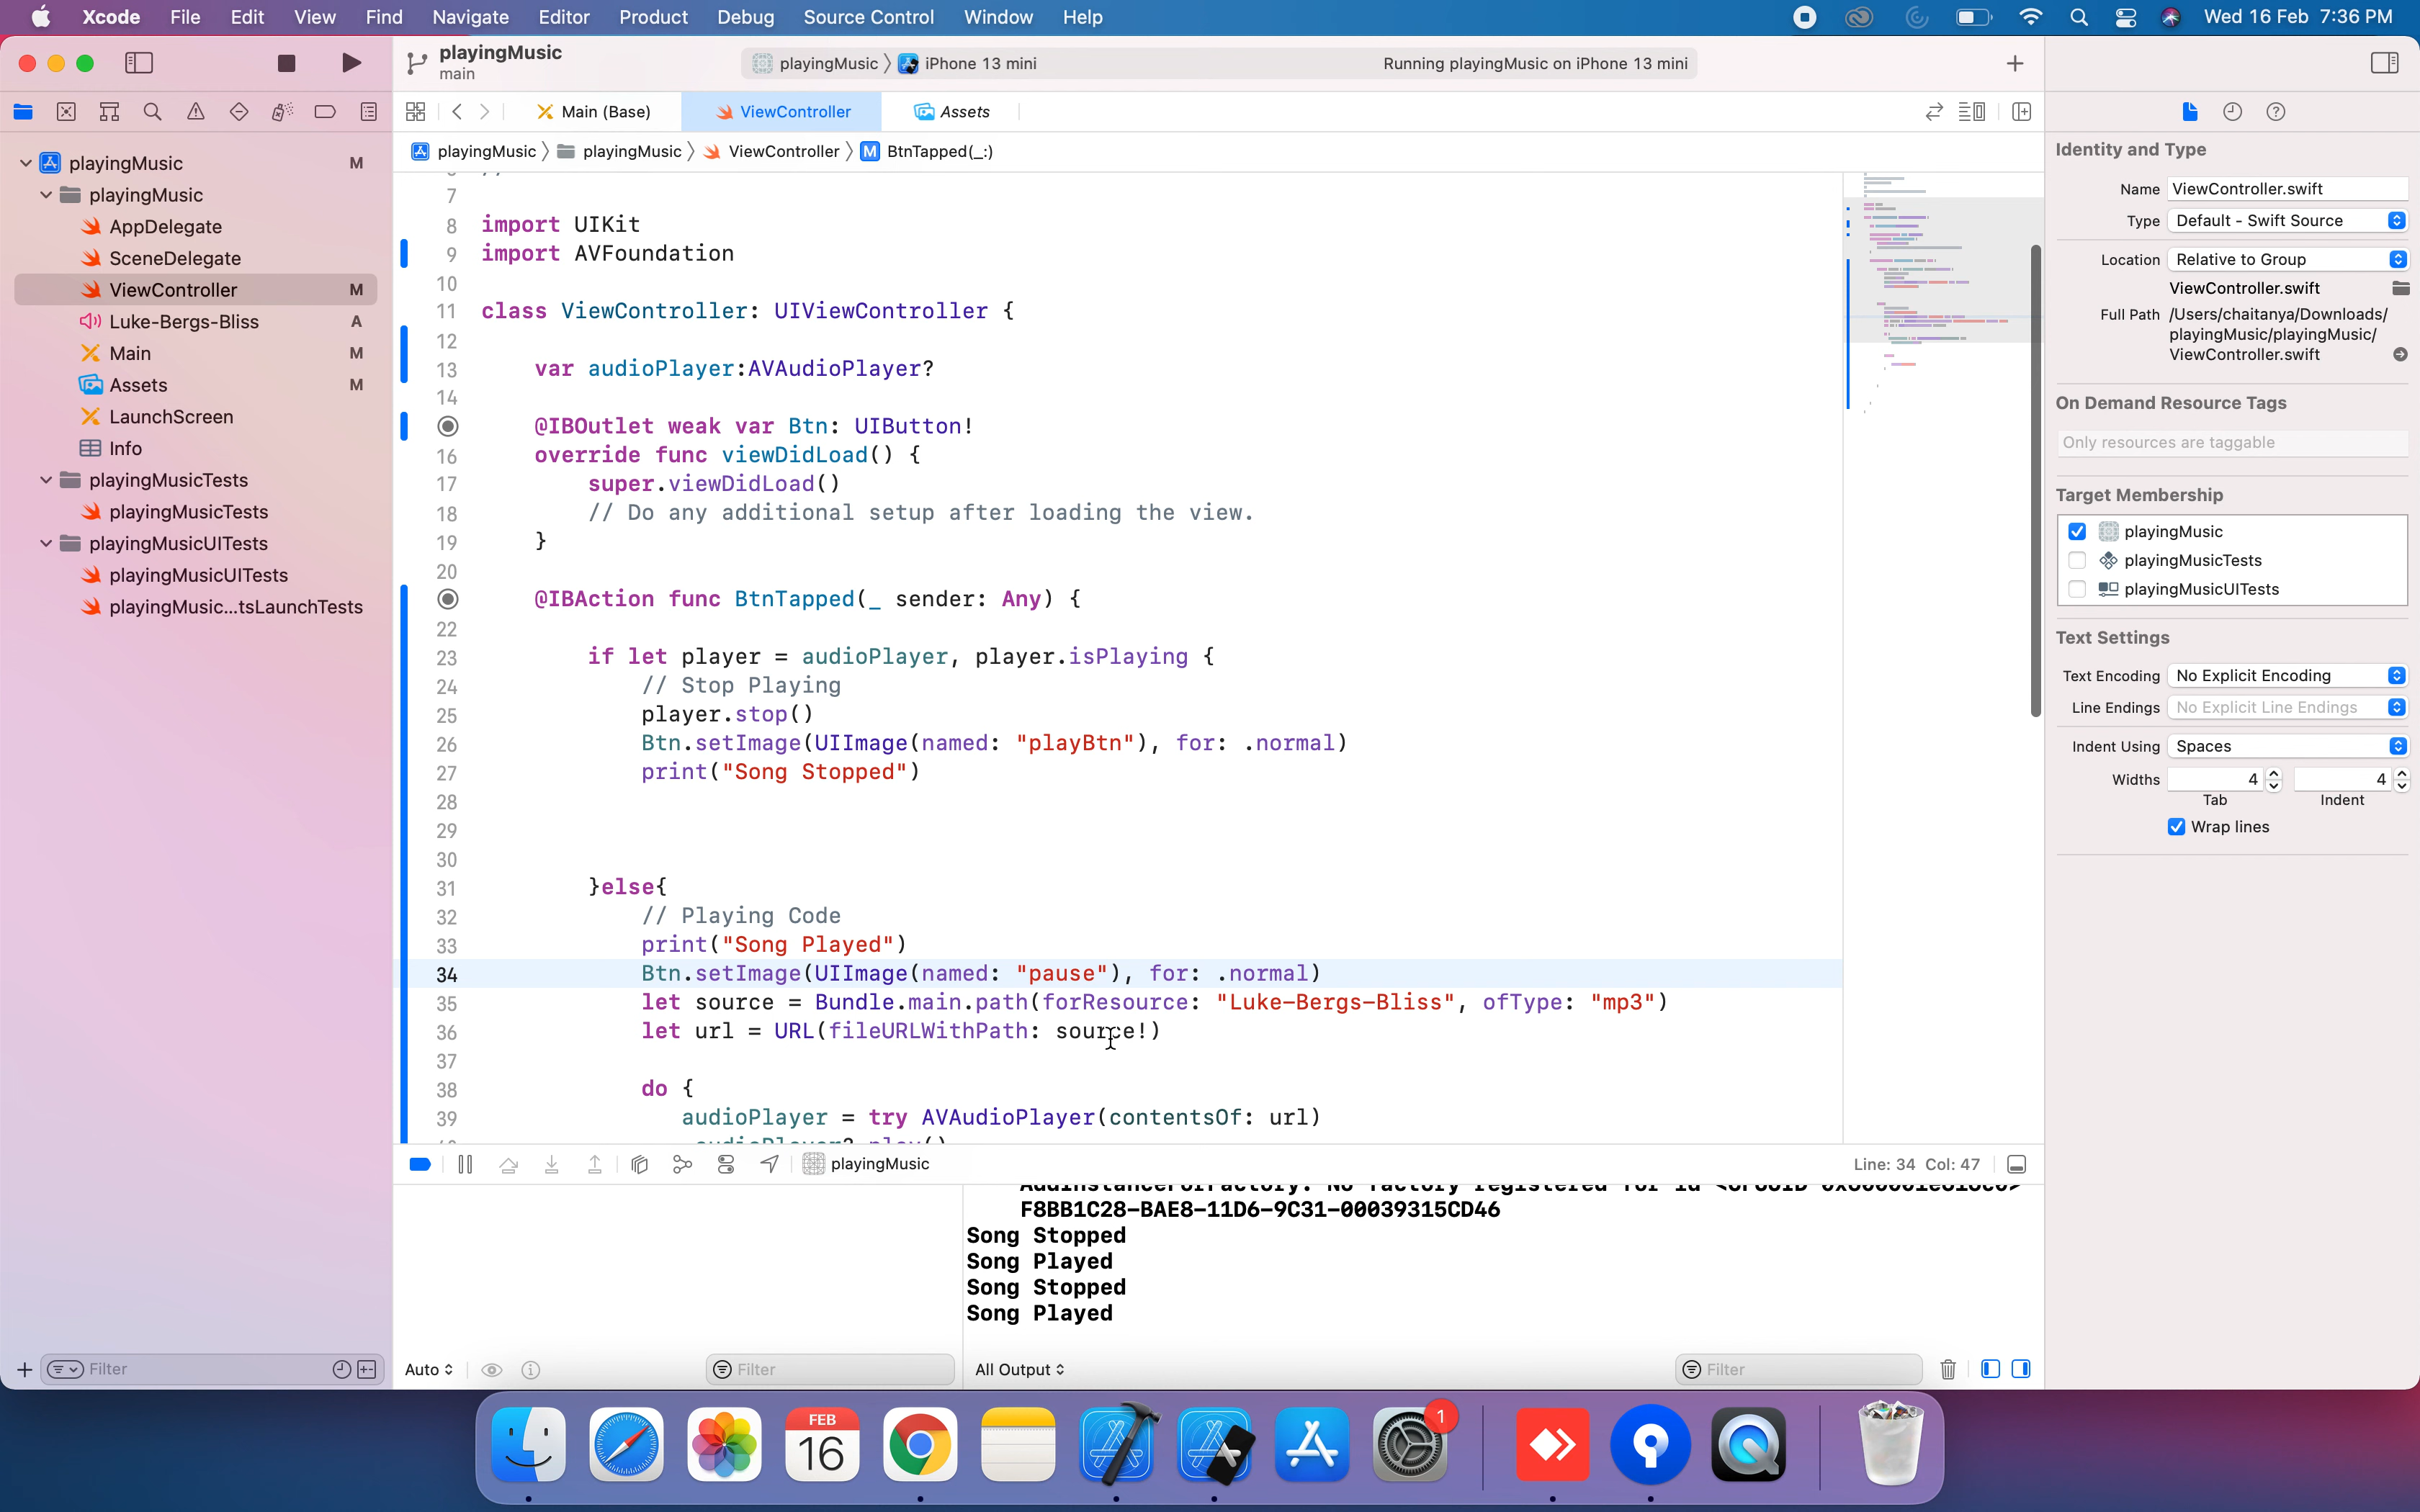 Xcode File Edit View Find Navigate Editor Product Debug Source Control Window Help Wed 16 Feb 7:36 PM
playingMusic
main
playingMusic iPhone 13 mini Running playingMusic on iPhone 13 mini
Main (Base) ViewController Assets
playingMusic playingMusic ViewController M BtnTapped(_:)
playingMusic M
playingMusic
AppDelegate
SceneDelegate
ViewController M
Luke-Bergs-Bliss A
Main M
Assets M
LaunchScreen
Info
playingMusicTests
playingMusicTests
playingMusicUITests
playingMusicUITests
playingMusic...tsLaunchTests
Filter
7
8 import UIKit
9 import AVFoundation
10
11 class ViewController: UIViewController {
12
13 var audioPlayer:AVAudioPlayer?
14
@IBOutlet weak var Btn: UIButton!
16 override func viewDidLoad() {
17 super.viewDidLoad()
18 // Do any additional setup after loading the view.
19 }
20
@IBAction func BtnTapped(_ sender: Any) {
22
23 if let player = audioPlayer, player.isPlaying {
24 // Stop Playing
25 player.stop()
26 Btn.setImage(UIImage(named: "playBtn"), for: .normal)
27 print("Song Stopped")
28
29
30
31 }else{
32 // Playing Code
33 print("Song Played")
34 Btn.setImage(UIImage(named: "pause"), for: .normal)
35 let source = Bundle.main.path(forResource: "Luke-Bergs-Bliss", ofType: "mp3")
36 let url = URL(fileURLWithPath: source!)
37
38 do {
39 audioPlayer = try AVAudioPlayer(contentsOf: url)
playingMusic Line: 34 Col: 47
F8BB1C28-BAE8-11D6-9C31-00039315CD46
Song Stopped
Song Played
Song Stopped
Song Played
Auto Filter All Output Filter
Identity and Type
Name ViewController.swift
Type Default - Swift Source
Location Relative to Group
ViewController.swift
Full Path /Users/chaitanya/Downloads/
playingMusic/playingMusic/
ViewController.swift
On Demand Resource Tags
Only resources are taggable
Target Membership
playingMusic
playingMusicTests
playingMusicUITests
Text Settings
Text Encoding No Explicit Encoding
Line Endings No Explicit Line Endings
Indent Using Spaces
Widths 4 4
Tab Indent
Wrap lines
FEB
16
1